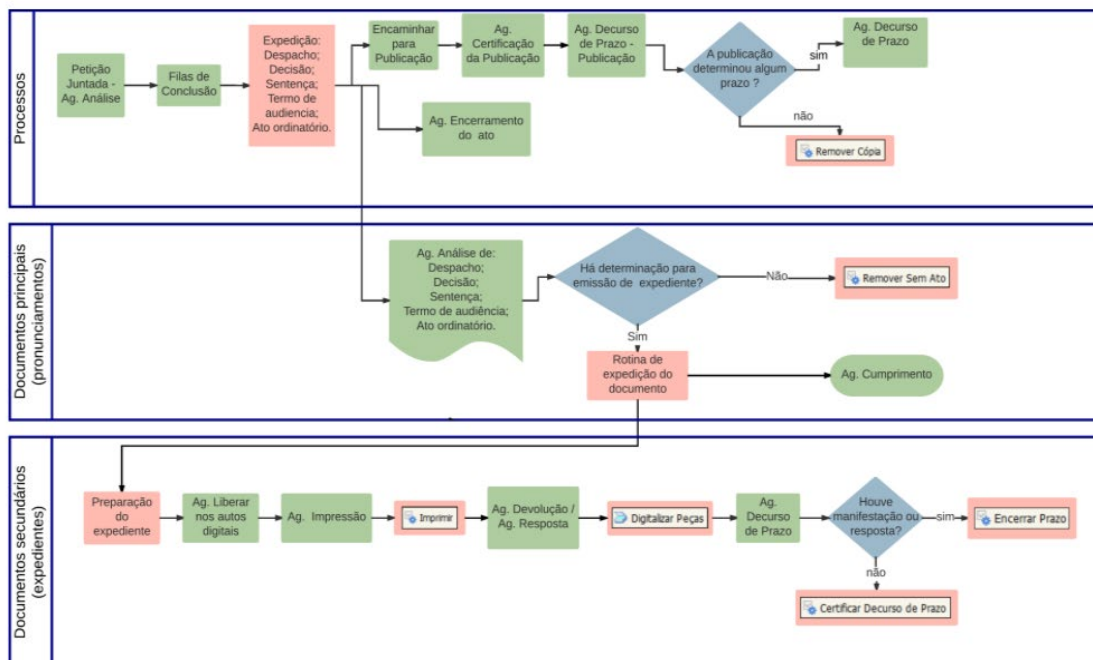 Processos
Petição
Juntada -
Ag. Análise
Filas de
Conclusão
Expedição:
Despacho;
Decisão;
Sentença;
Termo de
audiencia;
Ato ordinatório.
Encaminhar
para
Publicação
Ag.
Certificação
da Publicação
Ag. Decurso
de Prazo -
Publicação
A publicação
determinou algum
prazo ?
sim
Ag. Decurso
de Prazo
não
Remover Cópia
Ag. Encerramento
do ato
Documentos principais
(pronunciamentos)
Ag. Análise de:
Despacho;
Decisão;
Sentença;
Termo de audiência;
Ato ordinatório.
Há determinação para
emissão de expediente?
Não
Remover Sem Ato
Sim
Rotina de
expedição do
documento
Ag. Cumprimento
Documentos secundários
(expedientes)
Preparação
do
expediente
Ag. Liberar
nos autos
digitais
Ag. Impressão
Imprimir
Ag. Devolução /
Ag. Resposta
Digitalizar Peças
Ag.
Decurso
de Prazo
Houve
manifestação ou
resposta?
sim
Encerrar Prazo
não
Certificar Decurso de Prazo